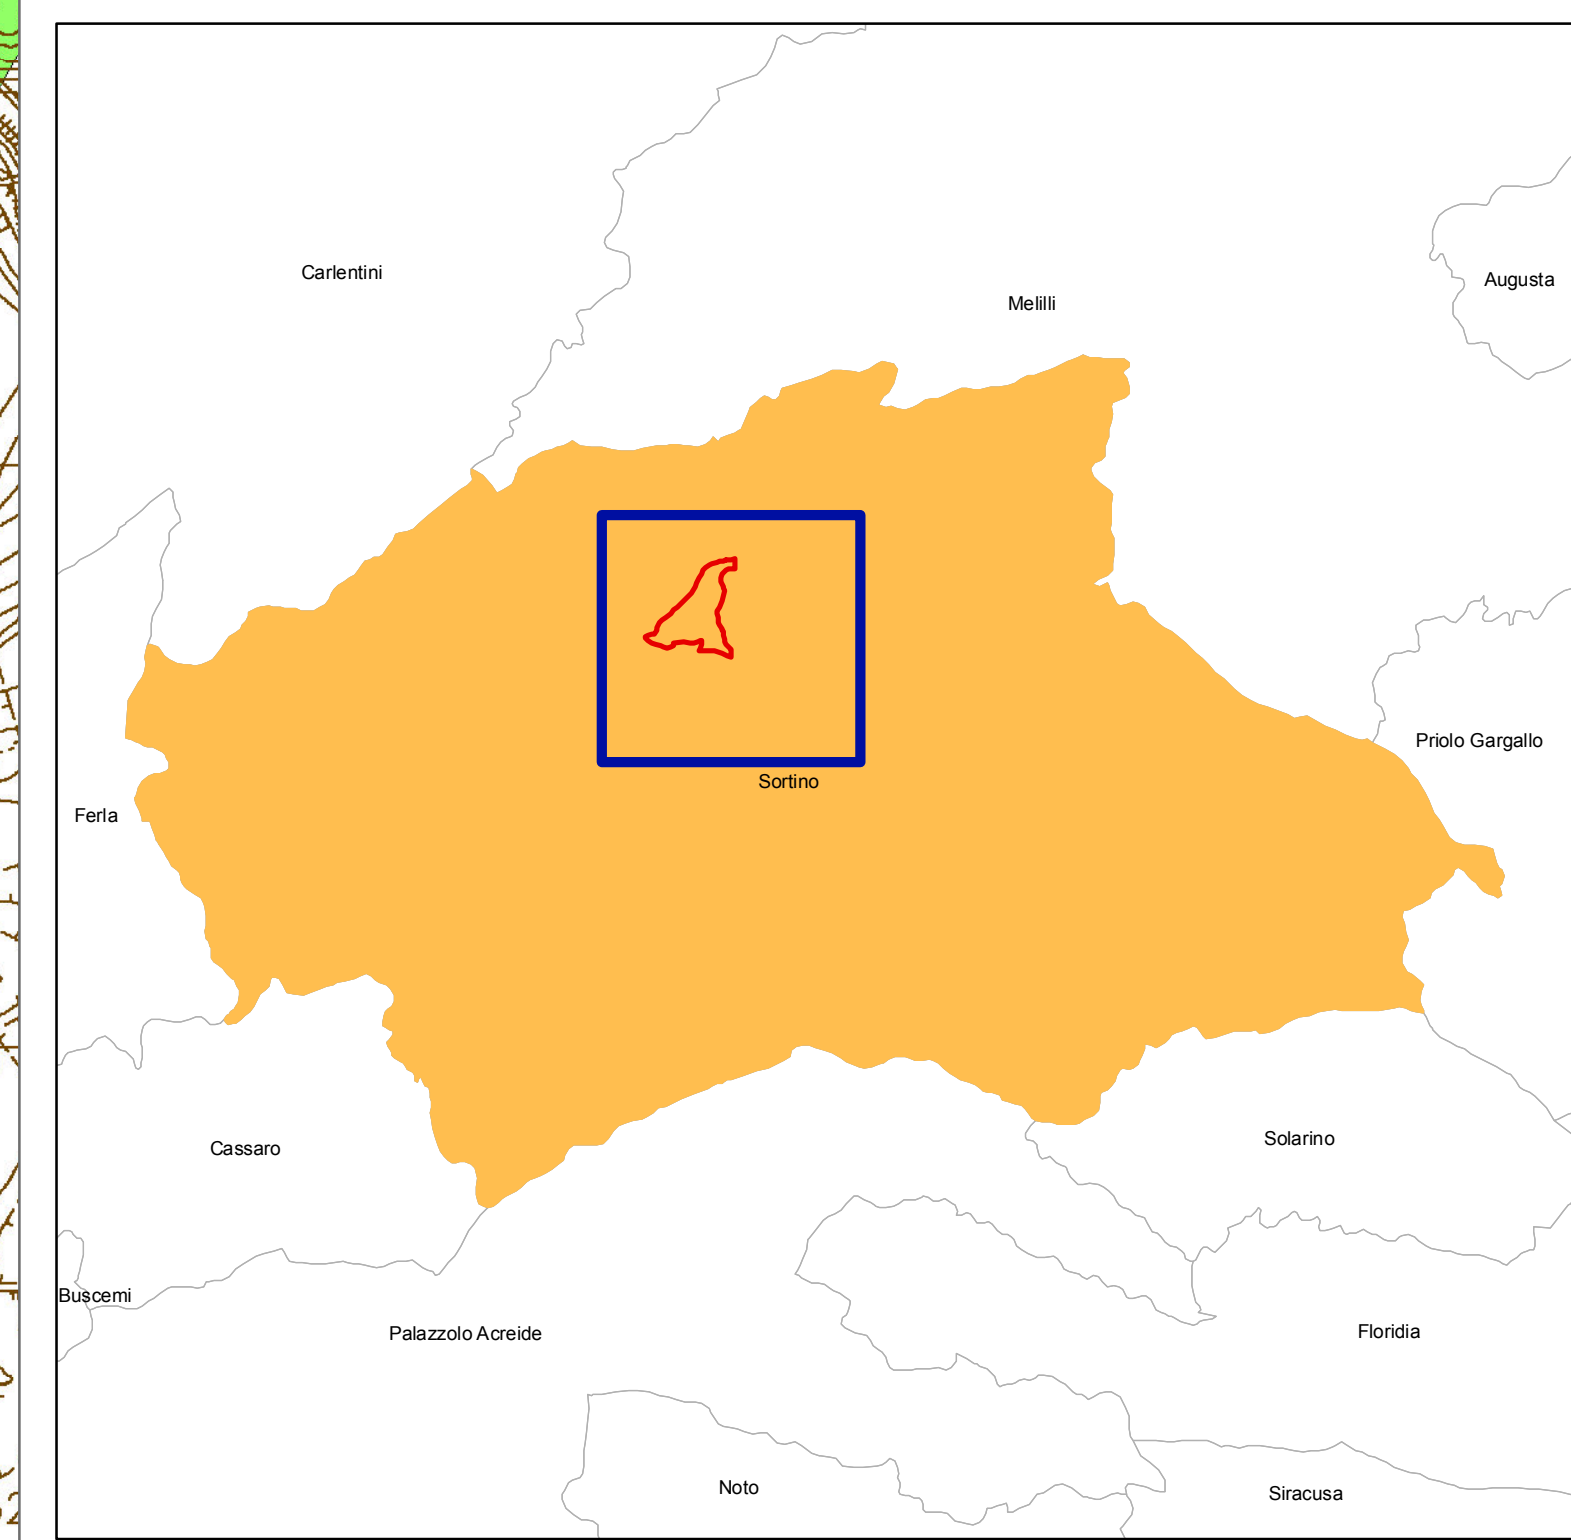 Carlentini
Augusta
Melilli
Priolo Gargallo
Sortino
Ferla
Solarino
Cassaro
Buscemi
Floridia
Palazzolo Acreide
Noto
Siracusa